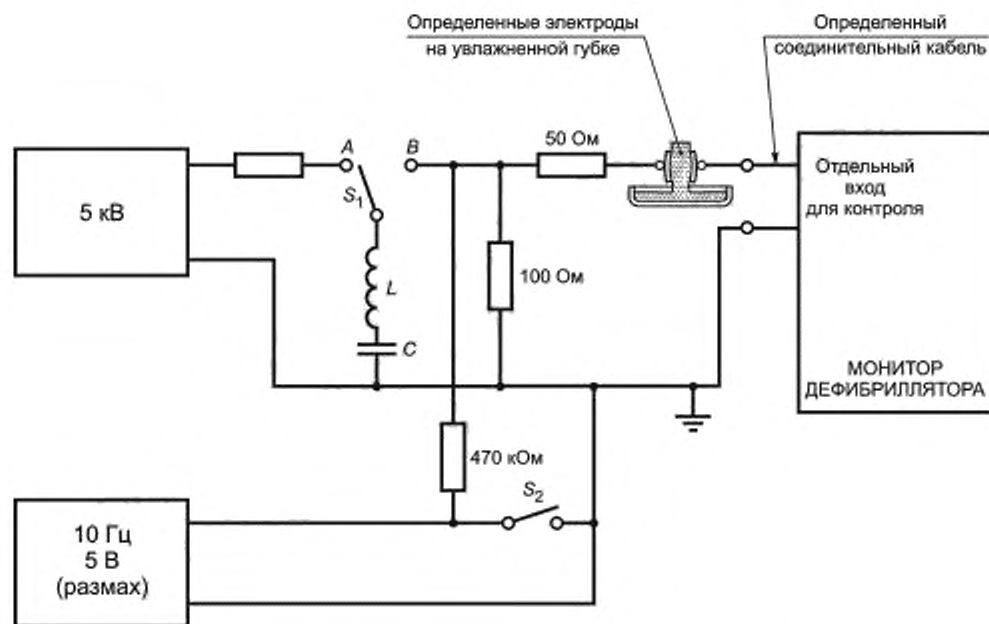 Определенные электроды
на увлажненной губке
Определенный
соединительный кабель
5 кВ
A
B
S1
L
C
50 Ом
100 Ом
Отдельный
вход
для контроля
МОНИТОР
ДЕФИБРИЛЛЯТОРА
470 кОм
S2
10 Гц
5 В
(размах)